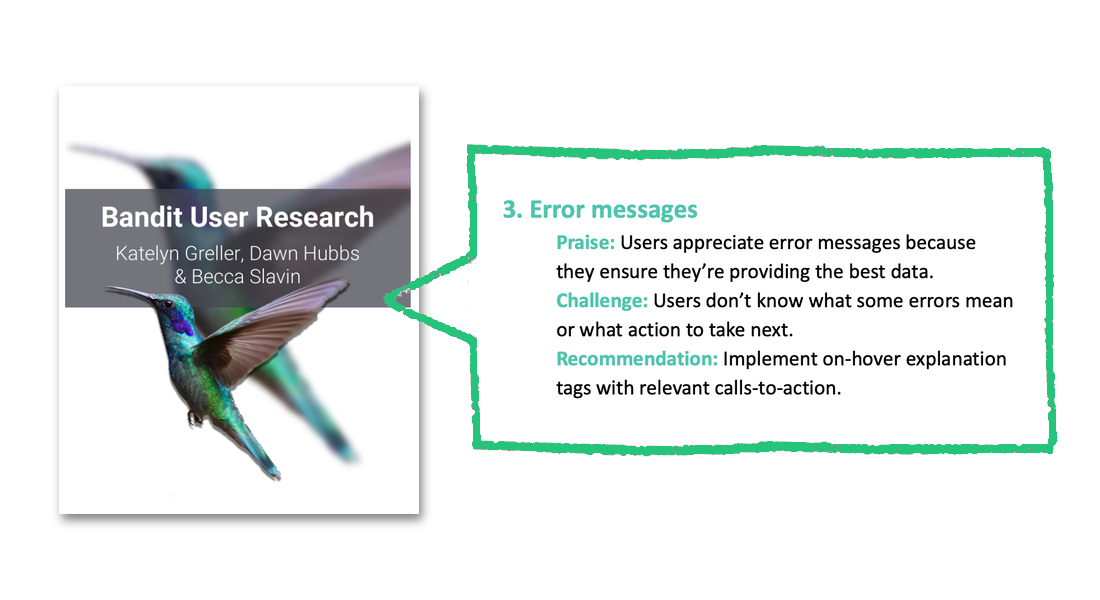 Bandit User Research
Katelyn Greller, Dawn Hubbs
& Becca Slavin
3. Error messages
Praise: Users appreciate error messages because
they ensure they’re providing the best data.
Challenge: Users don’t know what some errors mean
or what action to take next.
Recommendation: Implement on-hover explanation
tags with relevant calls-to-action.